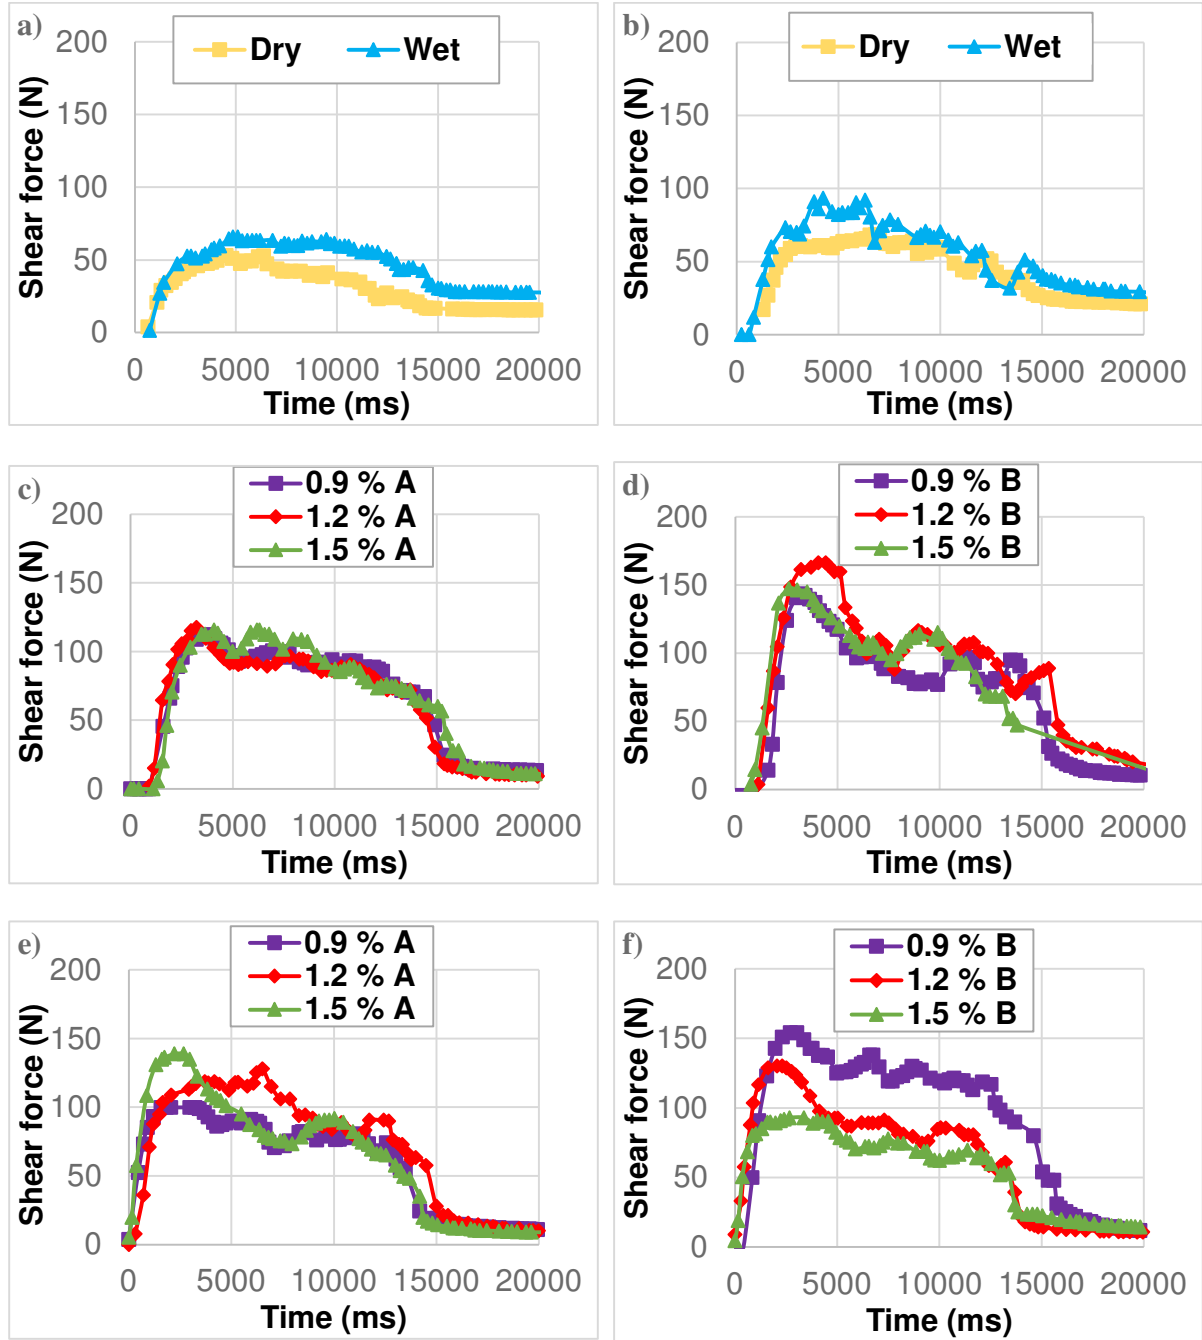 a)
Dry Wet
200
150
100
50
0
0 5000 10000 15000 20000
Shear force (N)
Time (ms)
b)
Dry Wet
200
150
100
50
0
0 5000 10000 15000 20000
Shear force (N)
Time (ms)
c)
0.9 % A
1.2 % A
1.5 % A
200
150
100
50
0
0 5000 10000 15000 20000
Shear force (N)
Time (ms)
d)
0.9 % B
1.2 % B
1.5 % B
200
150
100
50
0
0 5000 10000 15000 20000
Shear force (N)
Time (ms)
e)
0.9 % A
1.2 % A
1.5 % A
200
150
100
50
0
0 5000 10000 15000 20000
Shear force (N)
Time (ms)
f)
0.9 % B
1.2 % B
1.5 % B
200
150
100
50
0
0 5000 10000 15000 20000
Shear force (N)
Time (ms)